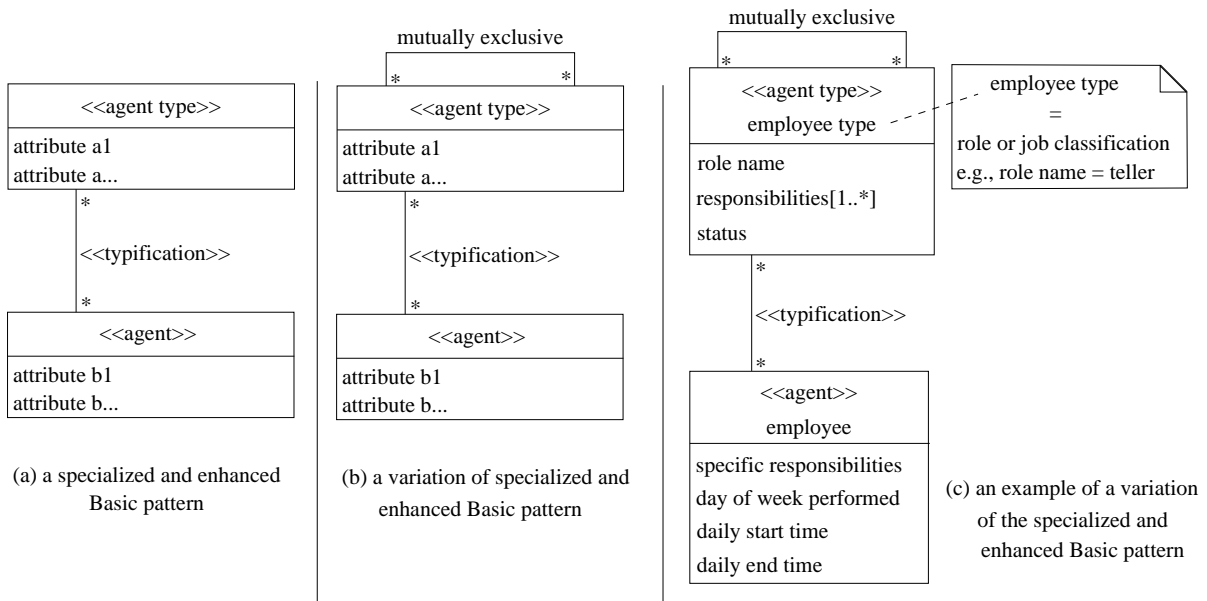 <<agent type>>
attribute a1
attribute a...
*
<<typification>>
*
<<agent>>
attribute b1
attribute b...
(a) a specialized and enhanced
Basic pattern
mutually exclusive
* *
<<agent type>>
attribute a1
attribute a...
*
<<typification>>
*
<<agent>>
attribute b1
attribute b...
(b) a variation of specialized and
enhanced Basic pattern
mutually exclusive
* *
<<agent type>>
employee type
role name
responsibilities[1..*]
status
*
<<typification>>
*
<<agent>>
employee
specific responsibilities
day of week performed
daily start time
daily end time
employee type
=
role or job classification
e.g., role name = teller
(c) an example of a variation
of the specialized and
enhanced Basic pattern